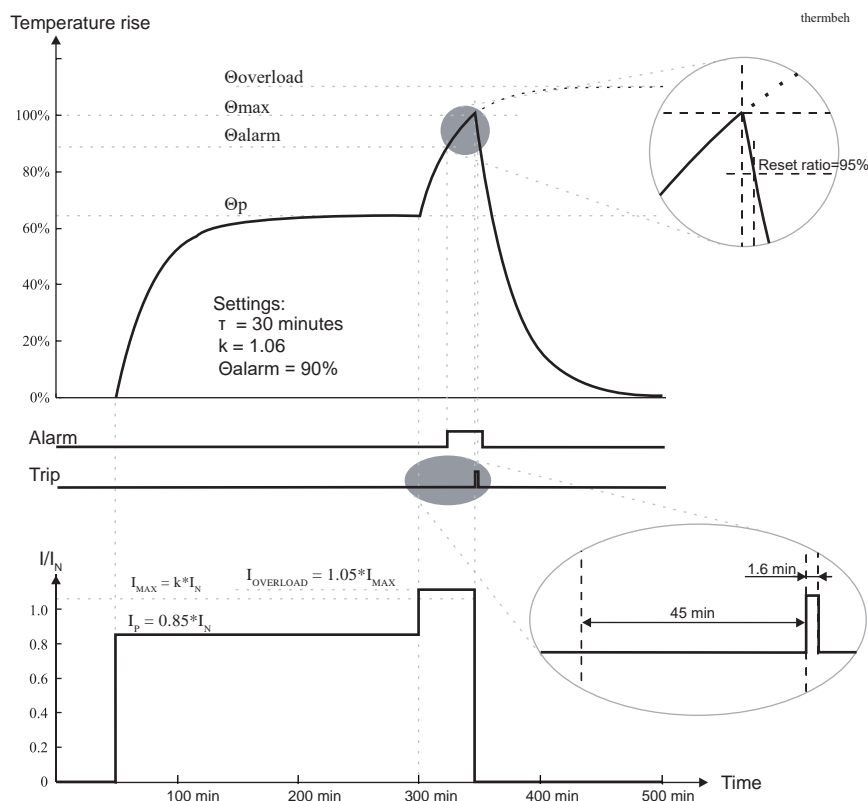 thermbeh
Temperature rise
Θoverload
Θmax
100%
Θalarm
80%
Reset ratio=95%
Θp
60%
40%
Settings:
τ = 30 minutes
k = 1.06
Θalarm = 90%
20%
0%
Alarm
Trip
I/IN
IMAX = k*IN
IOVERLOAD = 1.05*IMAX
1.6 min
1.0
IP = 0.85*IN
45 min
0.8
0.6
0.4
0.2
0
Time
100 min
200 min
300 min
400 min
500 min